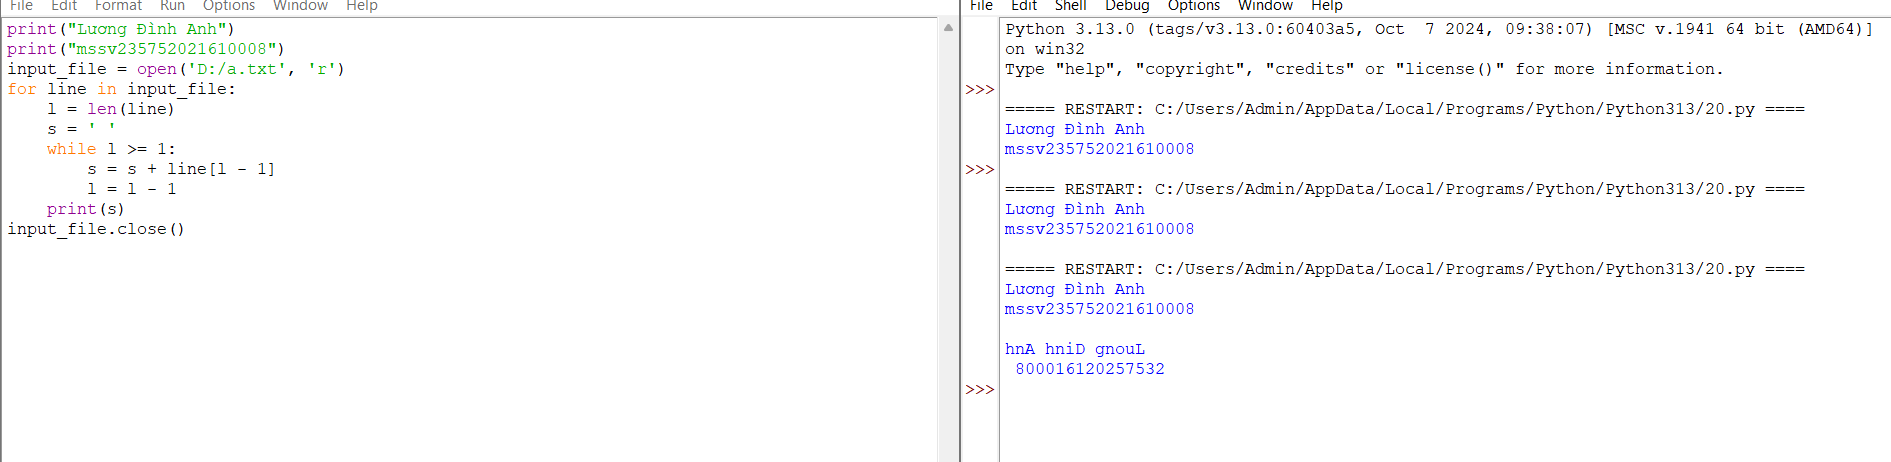 File Edit Format Run Options Window Help
print("Lương Đình Anh")
print("mssv235752021610008")
input_file = open('D:/a.txt', 'r')
for line in input_file:
    l = len(line)
    s = ' '
    while l >= 1:
        s = s + line[l - 1]
        l = l - 1
    print(s)
input_file.close()
File Edit Shell Debug Options Window Help
Python 3.13.0 (tags/v3.13.0:60403a5, Oct  7 2024, 09:38:07) [MSC v.1941 64 bit (AMD64)]
on win32
Type "help", "copyright", "credits" or "license()" for more information.
>>>
===== RESTART: C:/Users/Admin/AppData/Local/Programs/Python/Python313/20.py ====
Lương Đình Anh
mssv235752021610008
>>>
===== RESTART: C:/Users/Admin/AppData/Local/Programs/Python/Python313/20.py ====
Lương Đình Anh
mssv235752021610008
===== RESTART: C:/Users/Admin/AppData/Local/Programs/Python/Python313/20.py ====
Lương Đình Anh
mssv235752021610008
hnA hniD gnouL
 800016120257532
>>>